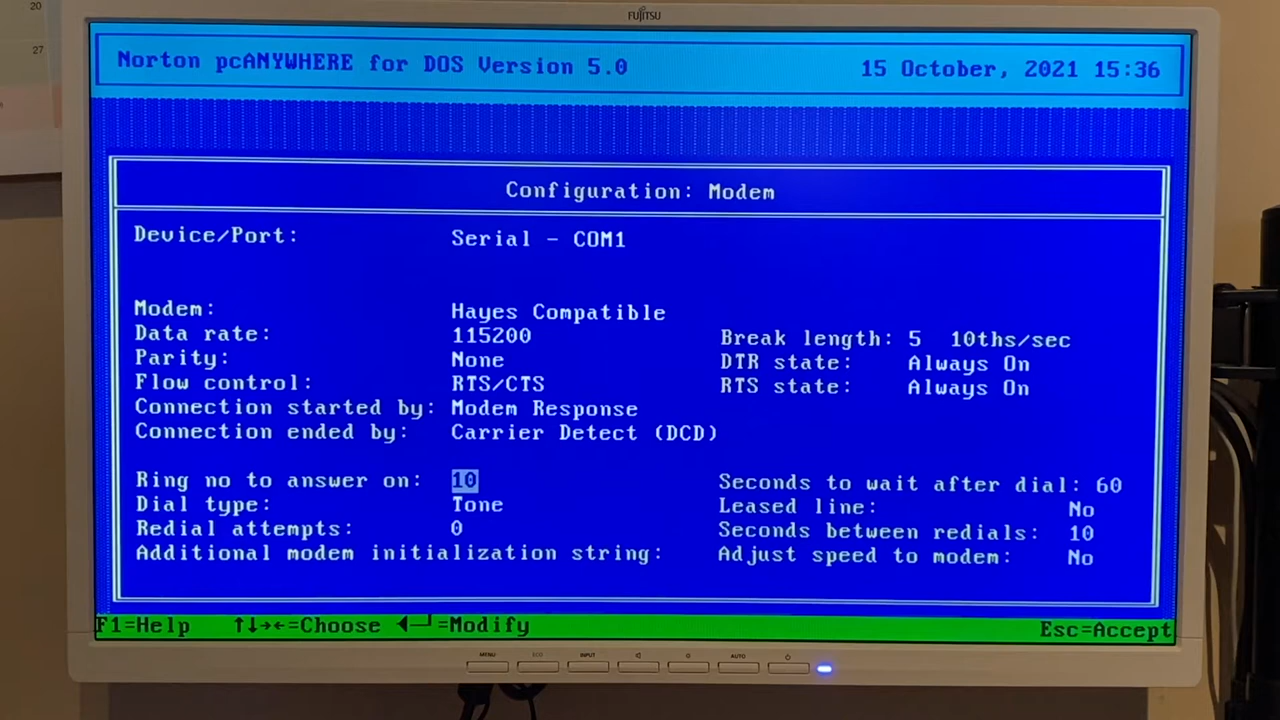 20
27
FUJITSU
Norton pcANYWHERE for DOS Version 5.0 15 October, 2021 15:36
Configuration: Modem
Device/Port: Serial - COM1
Modem: Hayes Compatible
Data rate: 115200 Break length: 5 10ths/sec
Parity: None DTR state: Always On
Flow control: RTS/CTS RTS state: Always On
Connection started by: Modem Response
Connection ended by: Carrier Detect (DCD)
Ring no to answer on: 10 Seconds to wait after dial: 60
Dial type: Tone Leased line: No
Redial attempts: 0 Seconds between redials: 10
Additional modem initialization string: Adjust speed to modem: No
F1=Help ↑↓→←=Choose ◄─┘=Modify Esc=Accept
MENU ECO INPUT AUTO